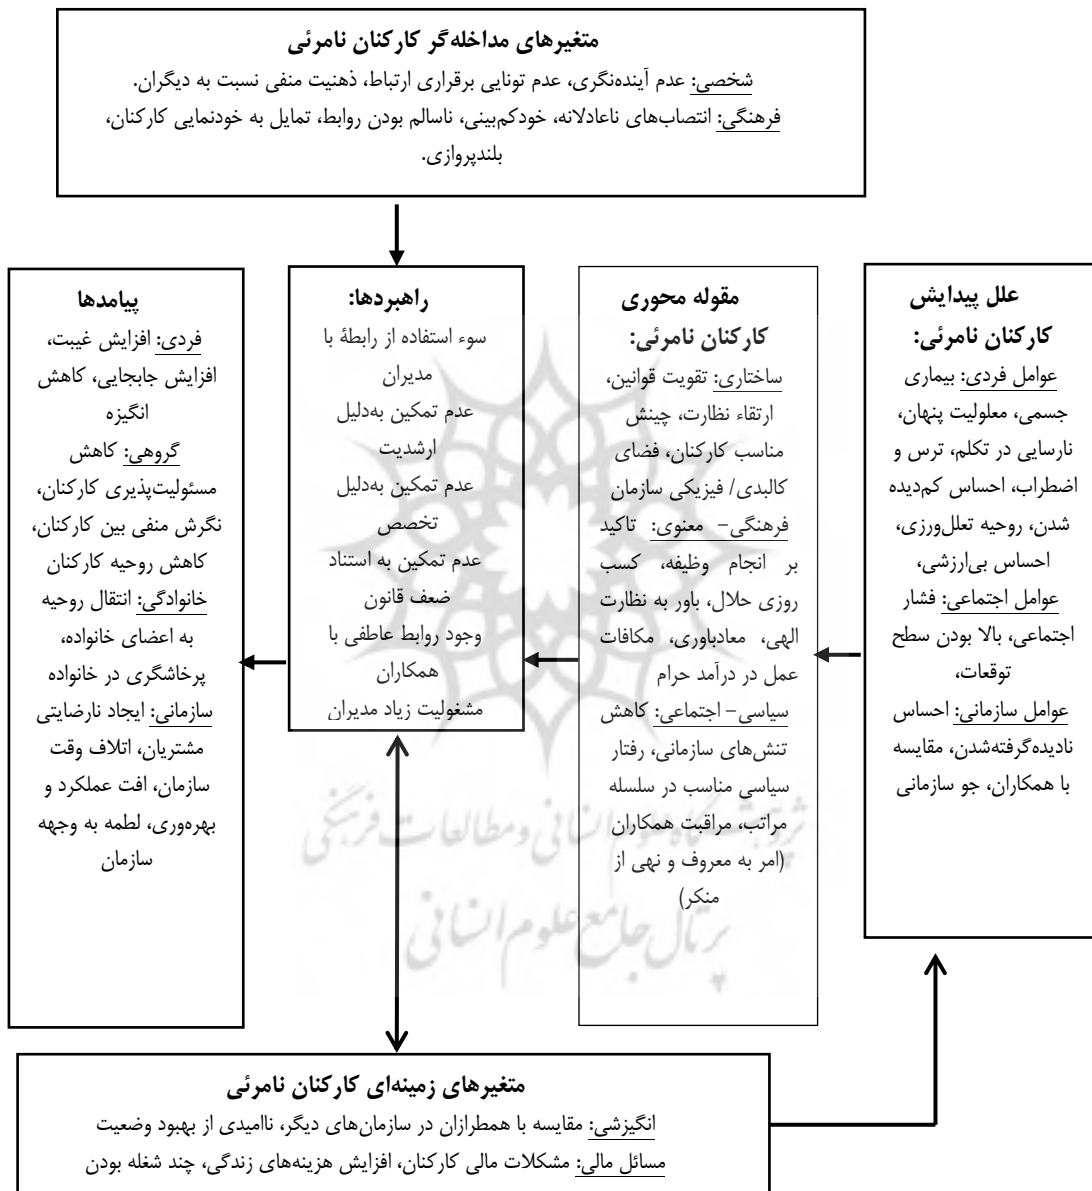 متغیرهای مداخله‌گر کارکنان نامرئی
شخصی: عدم آینده‌نگری، عدم تونایی برقراری ارتباط، ذهنیت منفی نسبت به دیگران.
فرهنگی: انتصاب‌های ناعادلانه، خودکم‌بینی، ناسالم بودن روابط، تمایل به خودنمایی کارکنان،
بلندپروازی.
علل پیدایش
کارکنان نامرئی:
عوامل فردی: بیماری
جسمی، معلولیت پنهان،
نارسایی در تکلم، ترس و
اضطراب، احساس کم‌دیده
شدن، روحیه تعلل‌ورزی،
احساس بی‌ارزشی،
عوامل اجتماعی: فشار
اجتماعی، بالا بودن سطح
توقعات،
عوامل سازمانی: احساس
نادیده‌گرفته‌شدن، مقایسه
با همکاران، جو سازمانی
مقوله محوری
کارکنان نامرئی:
ساختاری: تقویت قوانین،
ارتقاء نظارت، چینش
مناسب کارکنان، فضای
کالبدی/ فیزیکی سازمان
فرهنگی- معنوی: تاکید
بر انجام وظیفه، کسب
روزی حلال، باور به نظارت
الهی، معادباوری، مکافات
عمل در درآمد حرام
سیاسی- اجتماعی: کاهش
تنش‌های سازمانی، رفتار
سیاسی مناسب در سلسله
مراتب، مراقبت همکاران
(امر به معروف و نهی از
منکر)
راهبردها:
سوء استفاده از رابطۀ با
مدیران
عدم تمکین به‌دلیل
ارشدیت
عدم تمکین به‌دلیل
تخصص
عدم تمکین به استناد
ضعف قانون
وجود روابط عاطفی با
همکاران
مشغولیت زیاد مدیران
پیامدها
فردی: افزایش غیبت،
افزایش جابجایی، کاهش
انگیزه
گروهی: کاهش
مسئولیت‌پذیری کارکنان،
نگرش منفی بین کارکنان،
کاهش روحیه کارکنان
خانوادگی: انتقال روحیه
به اعضای خانواده،
پرخاشگری در خانواده
سازمانی: ایجاد نارضایتی
مشتریان، اتلاف وقت
سازمان، افت عملکرد و
بهره‌وری، لطمه به وجهه
سازمان
پژوهشگاه علوم انسانی و مطالعات فرهنگی
پرتال جامع علوم انسانی
متغیرهای زمینه‌ای کارکنان نامرئی
انگیزشی: مقایسه با همطرازان در سازمان‌های دیگر، ناامیدی از بهبود وضعیت
مسائل مالی: مشکلات مالی کارکنان، افزایش هزینه‌های زندگی، چند شغله بودن